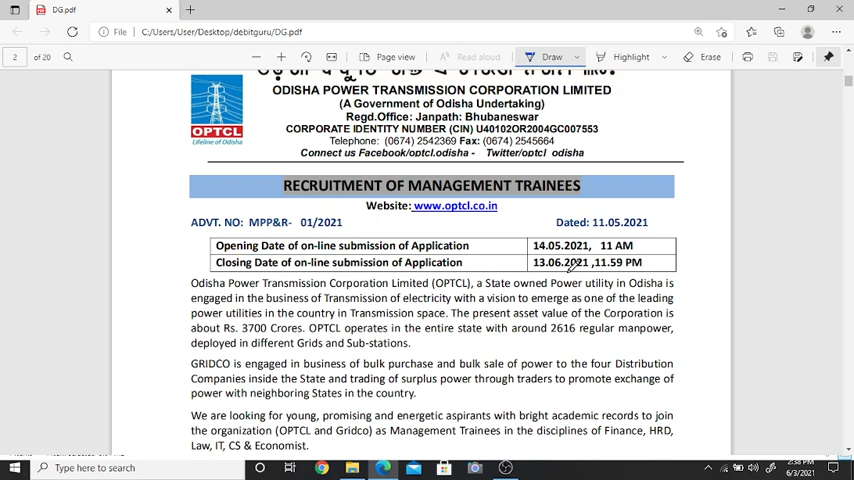 DG.pdf
File C:/Users/User/Desktop/debitguru/DG.pdf
2 of 20 Page view Read aloud Draw Highlight Erase
ODISHA POWER TRANSMISSION CORPORATION LIMITED
(A Government of Odisha Undertaking)
Regd.Office: Janpath: Bhubaneswar
CORPORATE IDENTITY NUMBER (CIN) U40102OR2004GC007553
Telephone: (0674) 2542369 Fax: (0674) 2545664
Connect us Facebook/optcl.odisha - Twitter/optcl_odisha
OPTCL
Lifeline of Odisha
RECRUITMENT OF MANAGEMENT TRAINEES
Website: www.optcl.co.in
ADVT. NO: MPP&R- 01/2021 Dated: 11.05.2021
Opening Date of on-line submission of Application 14.05.2021, 11 AM
Closing Date of on-line submission of Application 13.06.2021 ,11.59 PM
Odisha Power Transmission Corporation Limited (OPTCL), a State owned Power utility in Odisha is
engaged in the business of Transmission of electricity with a vision to emerge as one of the leading
power utilities in the country in Transmission space. The present asset value of the Corporation is
about Rs. 3700 Crores. OPTCL operates in the entire state with around 2616 regular manpower,
deployed in different Grids and Sub-stations.
GRIDCO is engaged in business of bulk purchase and bulk sale of power to the four Distribution
Companies inside the State and trading of surplus power through traders to promote exchange of
power with neighboring States in the country.
We are looking for young, promising and energetic aspirants with bright academic records to join
the organization (OPTCL and Gridco) as Management Trainees in the disciplines of Finance, HRD,
Law, IT, CS & Economist.
Type here to search
2:38 PM
6/3/2021